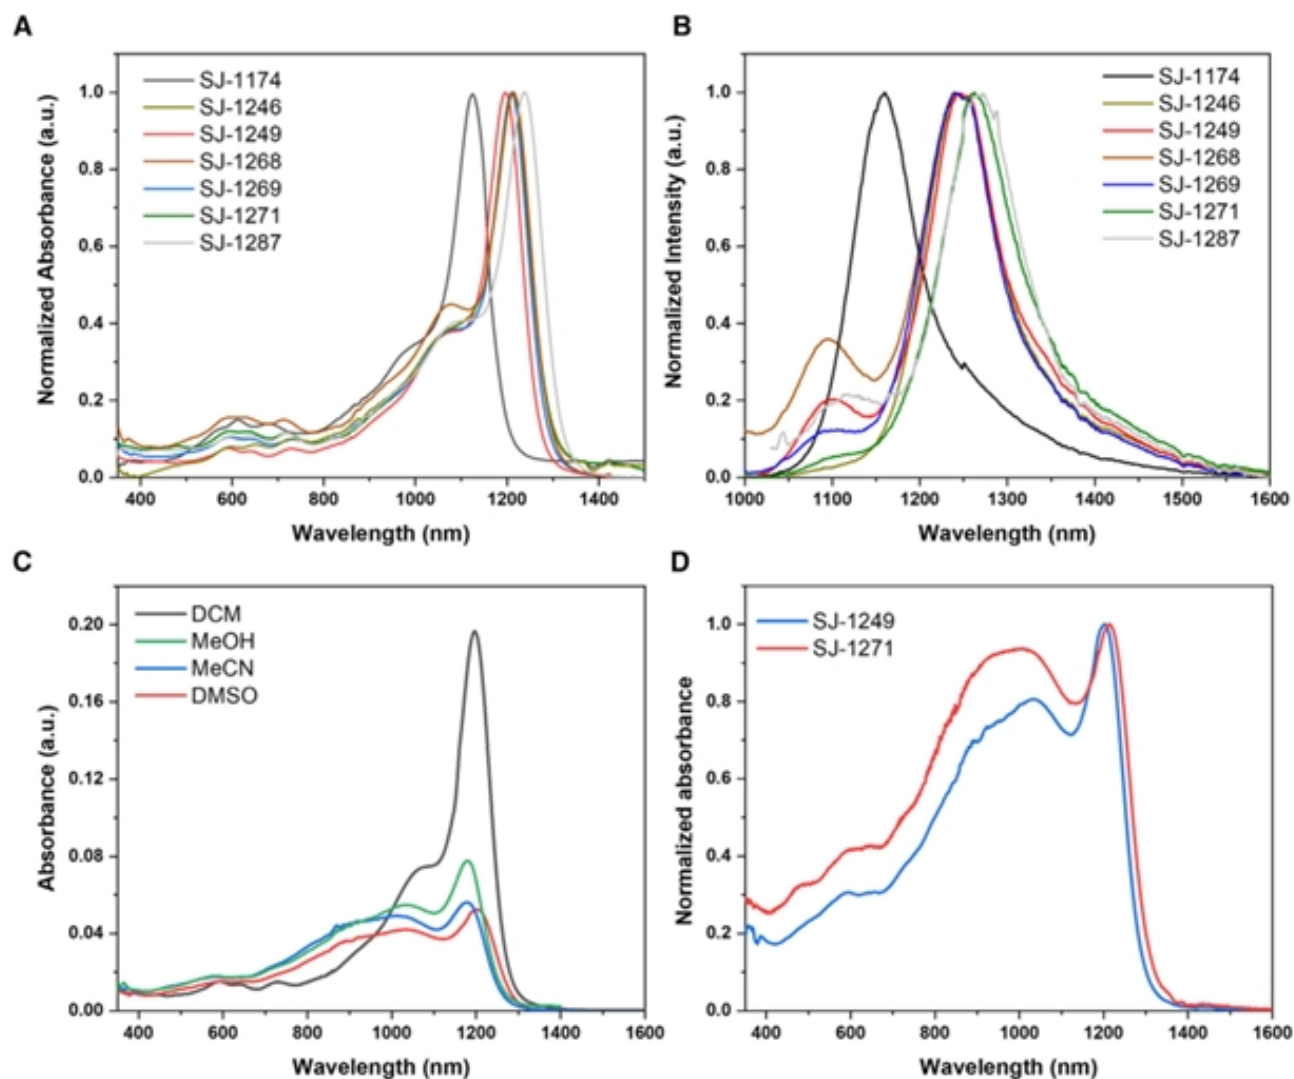 A
SJ-1174
SJ-1246
SJ-1249
SJ-1268
SJ-1269
SJ-1271
SJ-1287
Normalized Absorbance (a.u.)
1.0
0.8
0.6
0.4
0.2
0.0
400 600 800 1000 1200 1400
Wavelength (nm)
B
SJ-1174
SJ-1246
SJ-1249
SJ-1268
SJ-1269
SJ-1271
SJ-1287
Normalized Intensity (a.u.)
1.0
0.8
0.6
0.4
0.2
0.0
1000 1100 1200 1300 1400 1500 1600
Wavelength (nm)
C
DCM
MeOH
MeCN
DMSO
Absorbance (a.u.)
0.20
0.16
0.12
0.08
0.04
0.00
400 600 800 1000 1200 1400 1600
Wavelength (nm)
D
SJ-1249
SJ-1271
Normalized absorbance
1.0
0.8
0.6
0.4
0.2
0.0
400 600 800 1000 1200 1400 1600
Wavelength (nm)